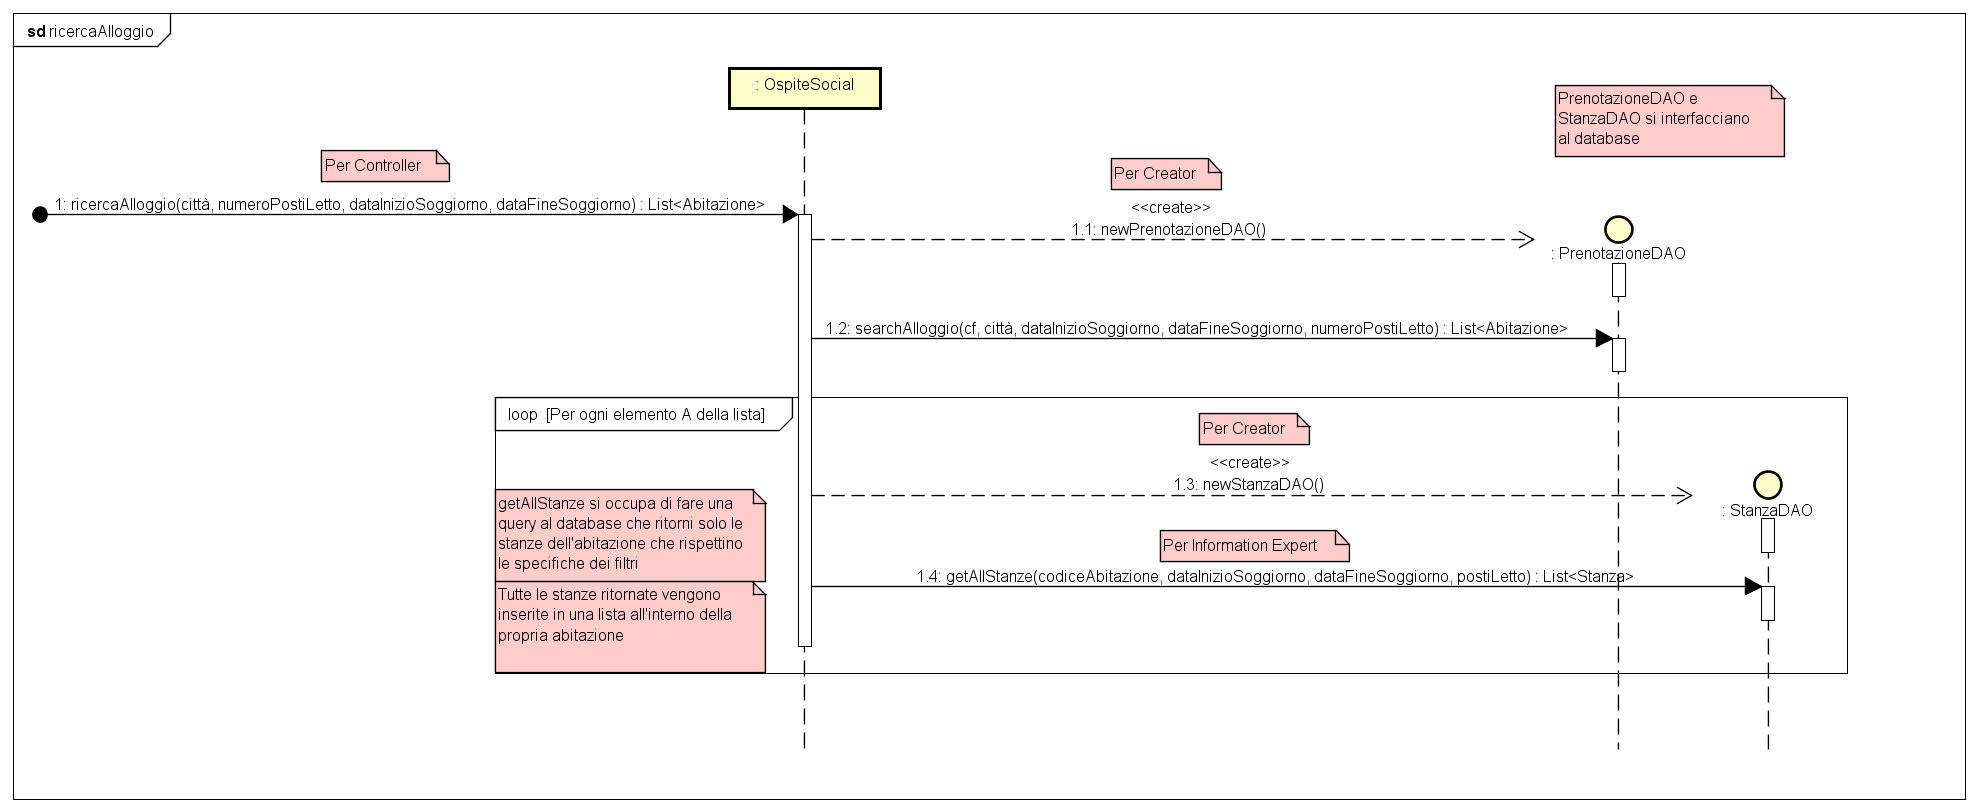 sd ricercaAlloggio
: OspiteSocial
PrenotazioneDAO e
StanzaDAO si interfacciano
al database
Per Controller
Per Creator
1: ricercaAlloggio(città, numeroPostiLetto, dataInizioSoggiorno, dataFineSoggiorno) : List<Abitazione>
<<create>>
1.1: newPrenotazioneDAO()
: PrenotazioneDAO
1.2: searchAlloggio(cf, città, dataInizioSoggiorno, dataFineSoggiorno, numeroPostiLetto) : List<Abitazione>
loop [Per ogni elemento A della lista]
Per Creator
<<create>>
1.3: newStanzaDAO()
: StanzaDAO
getAllStanze si occupa di fare una
query al database che ritorni solo le
stanze dell'abitazione che rispettino
le specifiche dei filtri
Per Information Expert
1.4: getAllStanze(codiceAbitazione, dataInizioSoggiorno, dataFineSoggiorno, postiLetto) : List<Stanza>
Tutte le stanze ritornate vengono
inserite in una lista all'interno della
propria abitazione